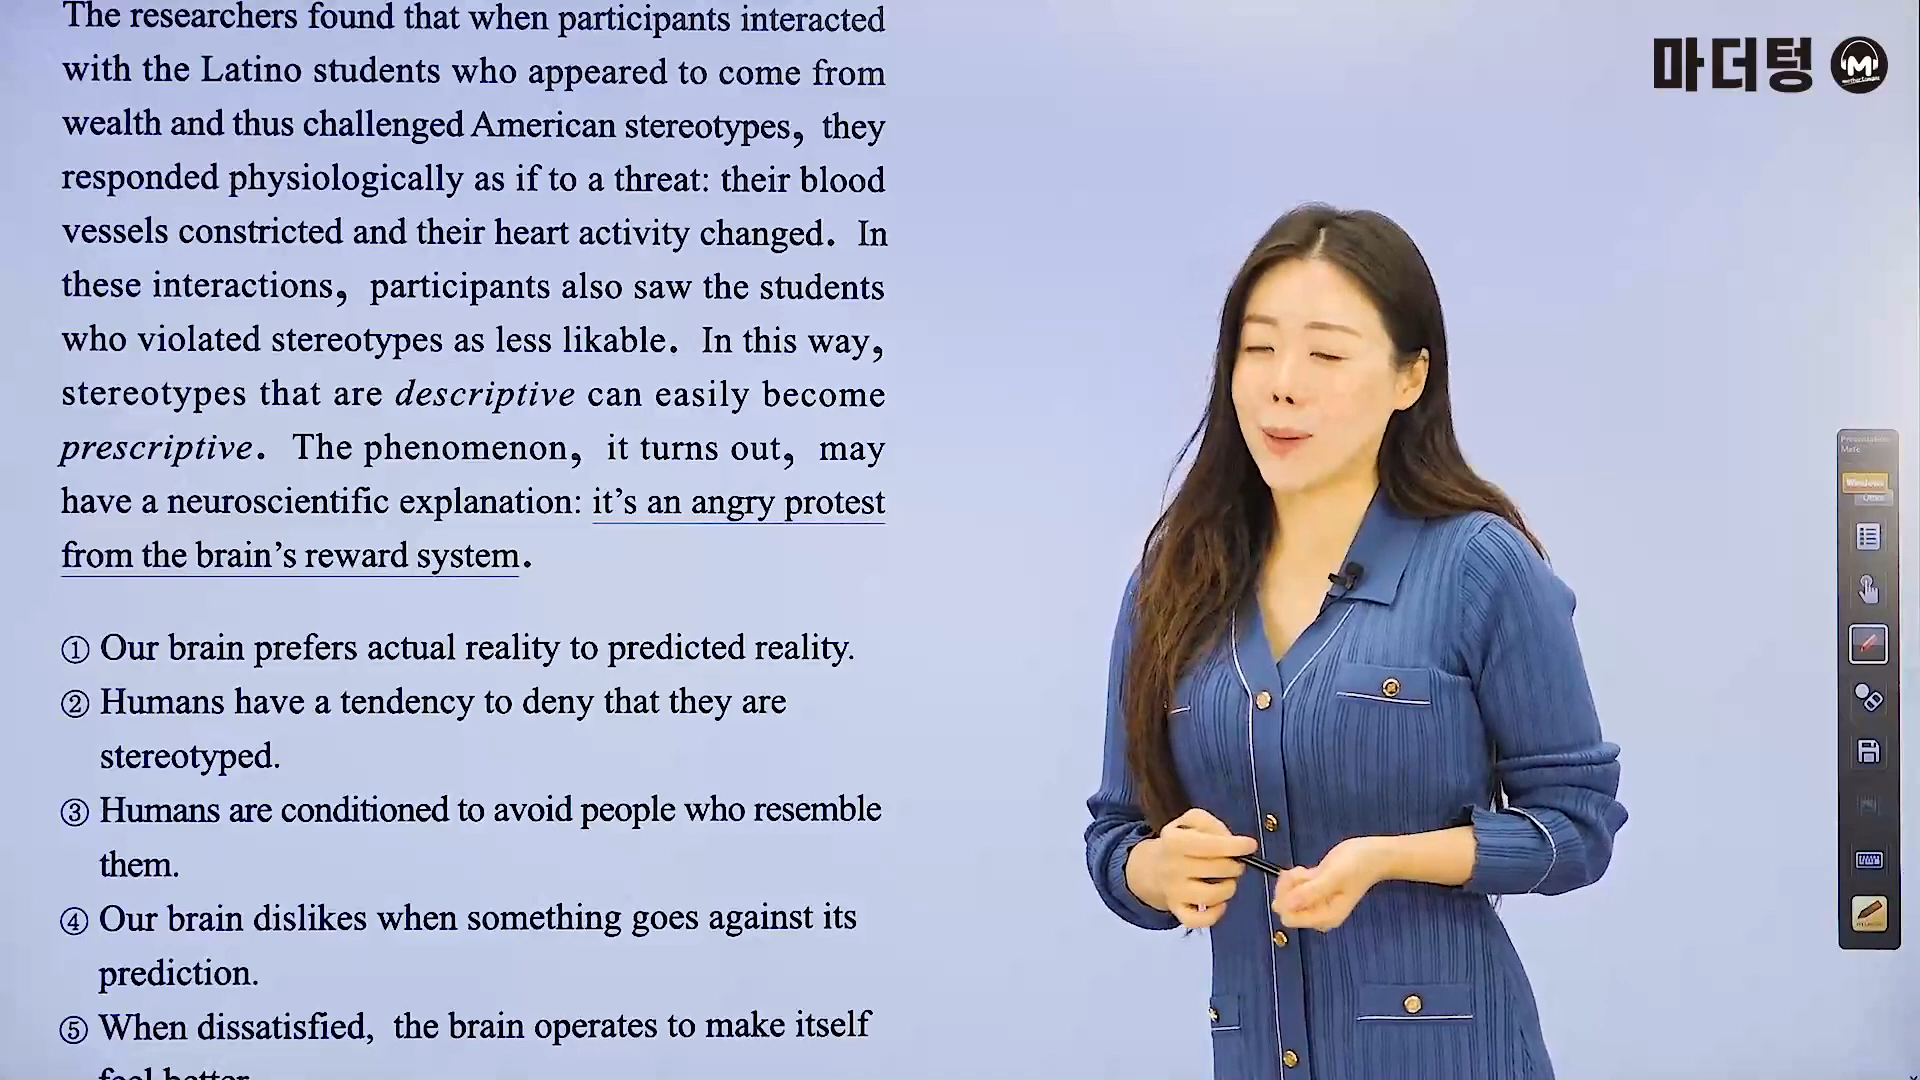 The researchers found that when participants interacted
with the Latino students who appeared to come from
wealth and thus challenged American stereotypes, they
responded physiologically as if to a threat: their blood
vessels constricted and their heart activity changed. In
these interactions, participants also saw the students
who violated stereotypes as less likable. In this way,
stereotypes that are descriptive can easily become
prescriptive. The phenomenon, it turns out, may
have a neuroscientific explanation: it's an angry protest
from the brain's reward system.
① Our brain prefers actual reality to predicted reality.
② Humans have a tendency to deny that they are
stereotyped.
③ Humans are conditioned to avoid people who resemble
them.
④ Our brain dislikes when something goes against its
prediction.
⑤ When dissatisfied, the brain operates to make itself
feel better.
마더텅 M
Windows
Office